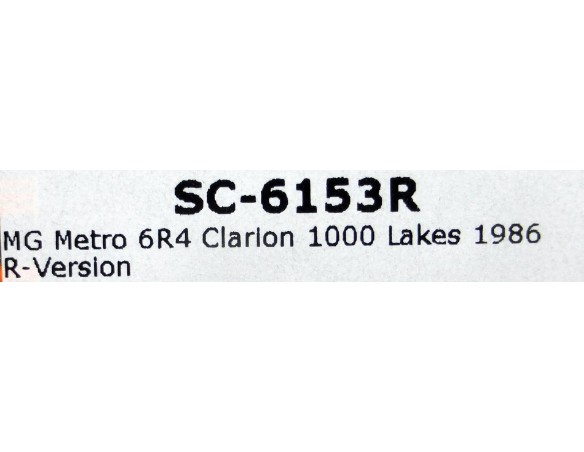 SC-6153R
MG Metro 6R4 Clarion 1000 Lakes 1986
R-Version